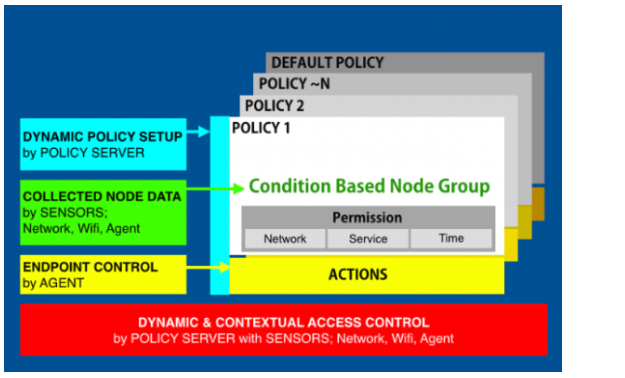 DEFAULT POLICY
POLICY ~N
POLICY 2
POLICY 1
DYNAMIC POLICY SETUP
by POLICY SERVER
Condition Based Node Group
COLLECTED NODE DATA
by SENSORS;
Network, Wifi, Agent
Permission
Network Service Time
ENDPOINT CONTROL
by AGENT
ACTIONS
DYNAMIC & CONTEXTUAL ACCESS CONTROL
by POLICY SERVER with SENSORS; Network, Wifi, Agent